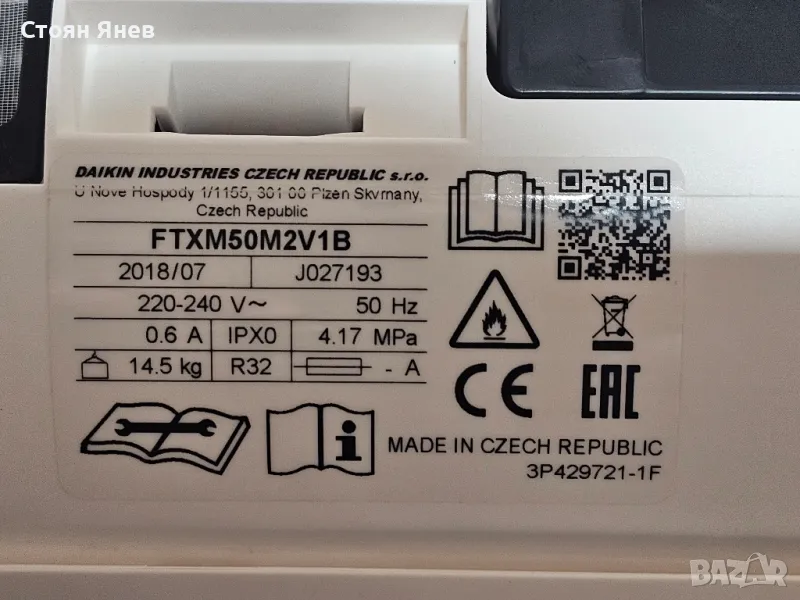 Стоян Янев
DAIKIN INDUSTRIES CZECH REPUBLIC s.r.o.
U Nove Hospody 1/1155, 301 00 Plzen Skvrnany,
Czech Republic
FTXM50M2V1B
2018/07 J027193
220-240 V~ 50 Hz
0.6 A IPX0 4.17 MPa
14.5 kg R32 - A
CE EAC
MADE IN CZECH REPUBLIC
3P429721-1F
BAZAR